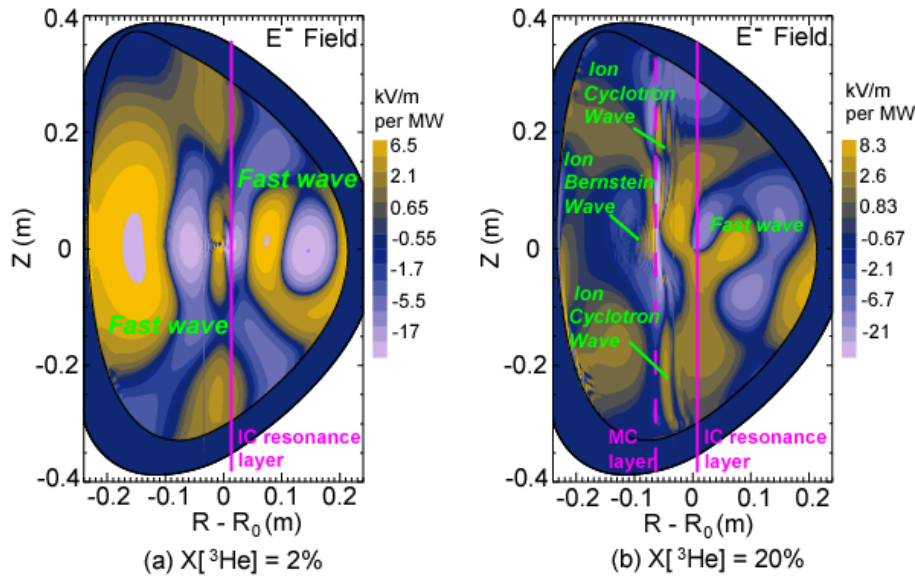 E⁻ Field
kV/m
per MW
6.5
2.1
0.65
-0.55
-1.7
-5.5
-17
0.4
0.2
0
-0.2
-0.4
Z (m)
Fast wave
Fast wave
IC resonance
layer
-0.2 -0.1 0 0.1 0.2
R - R₀ (m)
(a) X[³He] = 2%
E⁻ Field
kV/m
per MW
8.3
2.6
0.83
-0.67
-2.1
-6.7
-21
0.4
0.2
0
-0.2
-0.4
Z (m)
Ion
Cyclotron
Wave
Ion
Bernstein
Wave
Fast wave
Ion
Cyclotron
Wave
MC
layer
IC resonance
layer
-0.2 -0.1 0 0.1 0.2
R - R₀ (m)
(b) X[³He] = 20%